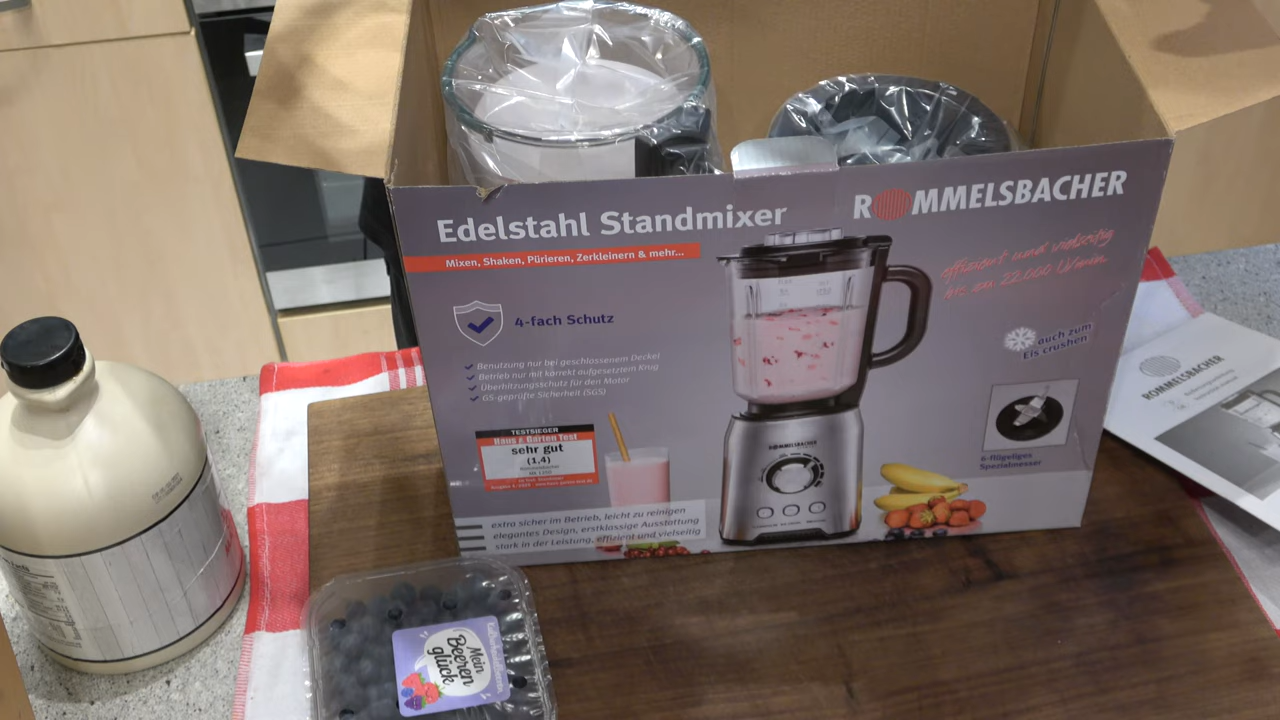 Edelstahl Standmixer
ROMMELSBACHER
Mixen, Shaken, Pürieren, Zerkleinern & mehr...
effizient und vielseitig
bis zu 22.000 U/min
4-fach Schutz
auch zum
Eis crushen
Benutzung nur bei geschlossenem Deckel
Betrieb nur mit korrekt aufgesetztem Krug
Überhitzungsschutz für den Motor
GS-geprüfte Sicherheit (SGS)
ROMMELSBACHER
TESTSIEGER
Haus & Garten Test
sehr gut
(1,4)
ROMMELSBACHER
6-flügeliges
Spezialmesser
extra sicher im Betrieb, leicht zu reinigen
elegantes Design, erstklassige Ausstattung
stark in der Leistung, effizient und vielseitig
Mein
Beeren
glück